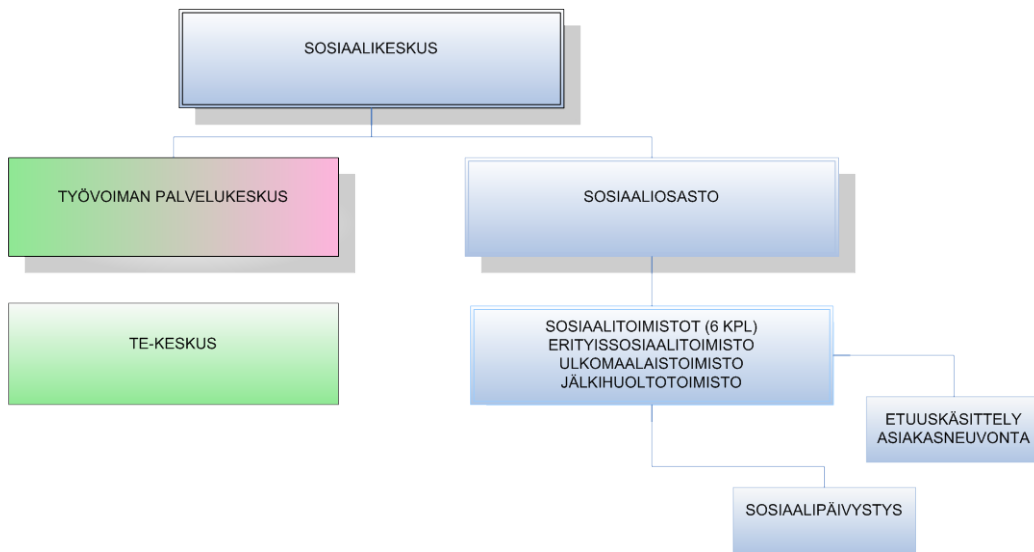 SOSIAALIKESKUS
TYÖVOIMAN PALVELUKESKUS
SOSIAALIOSASTO
TE-KESKUS
SOSIAALITOIMISTOT (6 KPL)
ERITYISSOSIAALITOIMISTO
ULKOMAALAISTOIMISTO
JÄLKIHUOLTOTOIMISTO
ETUUSKÄSITTELY
ASIAKASNEUVONTA
SOSIAALIPÄIVYSTYS